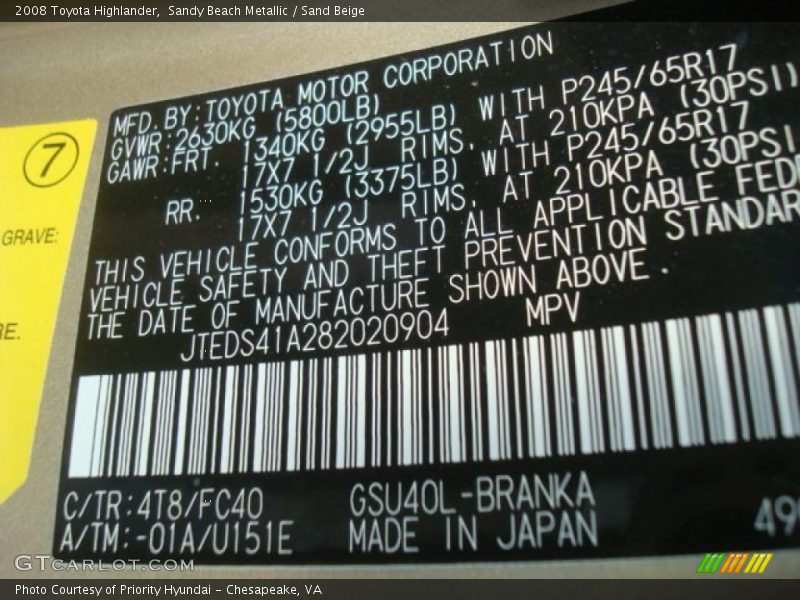 2008 Toyota Highlander, Sandy Beach Metallic / Sand Beige
7
GRAVE:
RE.
MFD. BY:TOYOTA MOTOR CORPORATION
GVWR:2630KG (5800LB)
GAWR:FRT. 1340KG (2955LB) WITH P245/65R17
17X7 1/2J RIMS, AT 210KPA (30PSI)
RR. 1530KG (3375LB) WITH P245/65R17
17X7 1/2J RIMS, AT 210KPA (30PSI
THIS VEHICLE CONFORMS TO ALL APPLICABLE FEDE
VEHICLE SAFETY AND THEFT PREVENTION STANDAR
THE DATE OF MANUFACTURE SHOWN ABOVE.
JTEDS41A282020904 MPV
C/TR:4T8/FC40 GSU40L-BRANKA
A/TM:-01A/U151E MADE IN JAPAN
49
GTCARLOT.COM
Photo Courtesy of Priority Hyundai - Chesapeake, VA